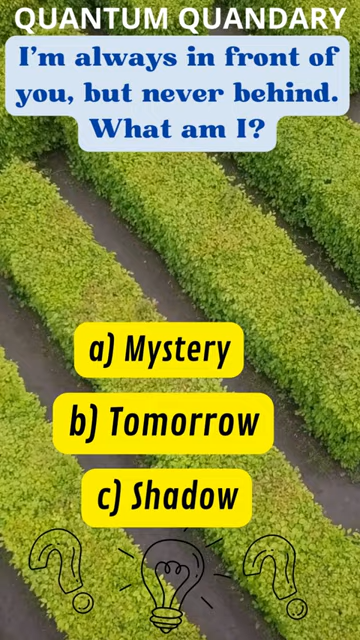 QUANTUM QUANDARY
I'm always in front of
you, but never behind.
What am I?
a) Mystery
b) Tomorrow
c) Shadow
? ?